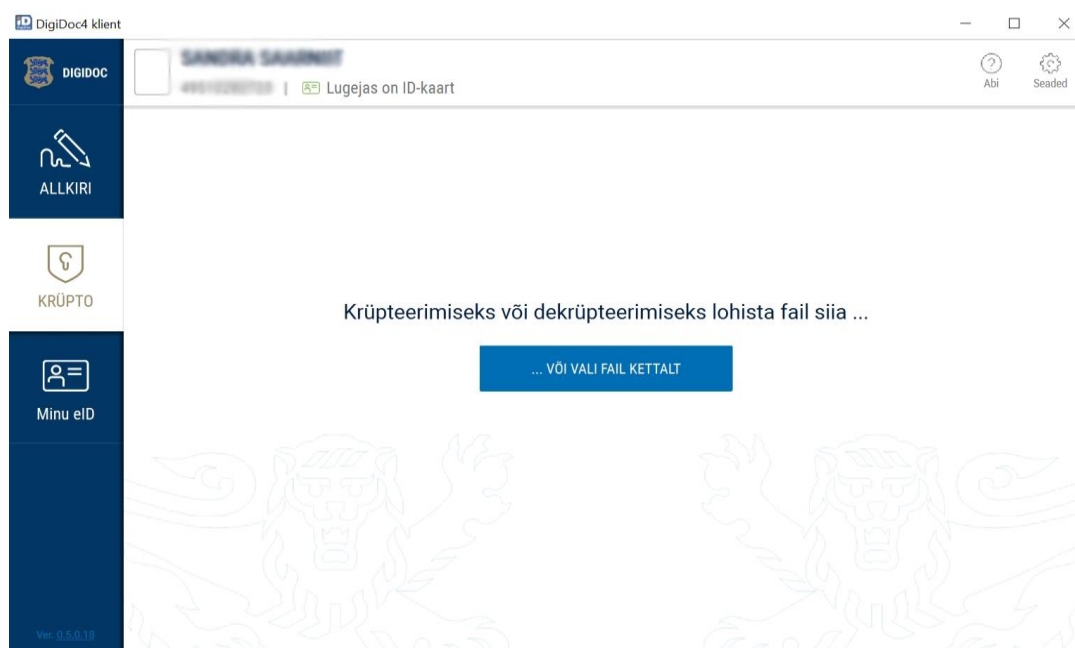 DigiDoc4 klient
DIGIDOC
Lugejas on ID-kaart
Abi
Seaded
ALLKIRI
KRÜPTO
Minu eID
Krüpteerimiseks või dekrüpteerimiseks lohista fail siia ...
... VÕI VALI FAIL KETTALT
Ver. 0.5.0.18